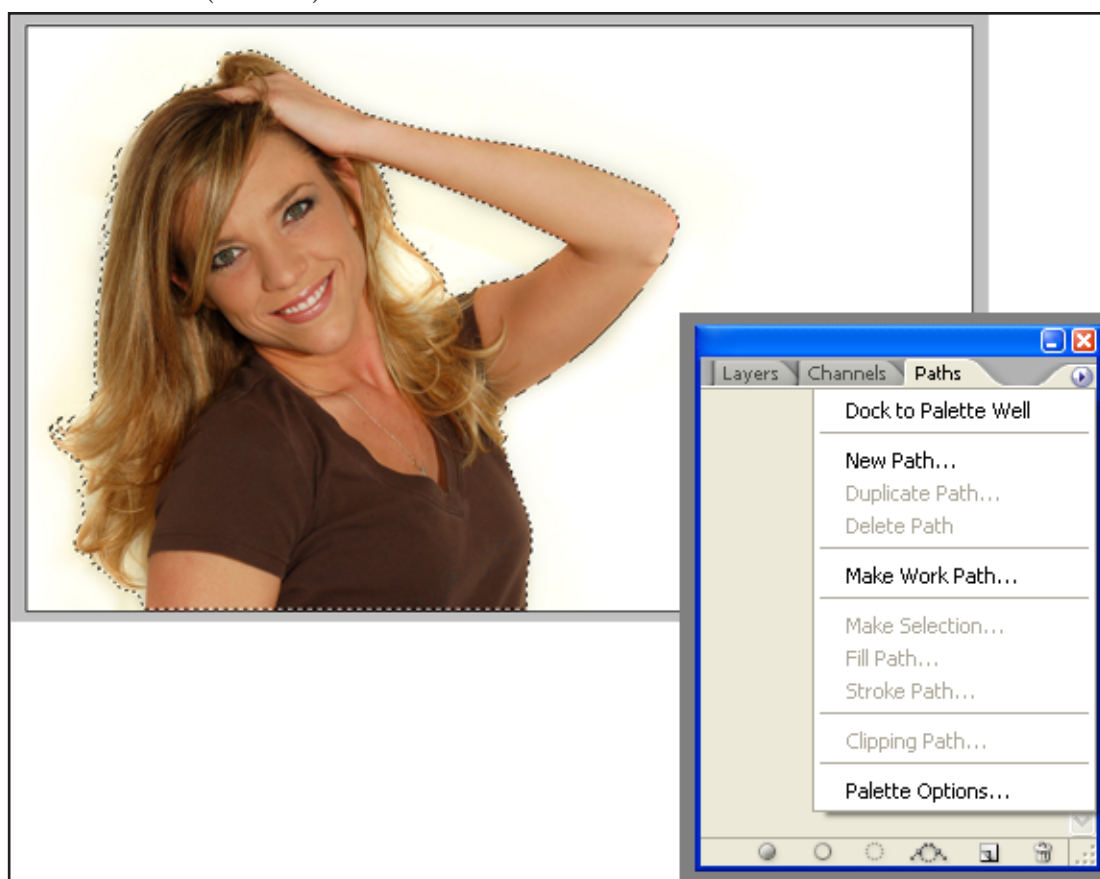 Layers Channels Paths
Dock to Palette Well
New Path...
Duplicate Path...
Delete Path
Make Work Path...
Make Selection...
Fill Path...
Stroke Path...
Clipping Path...
Palette Options...